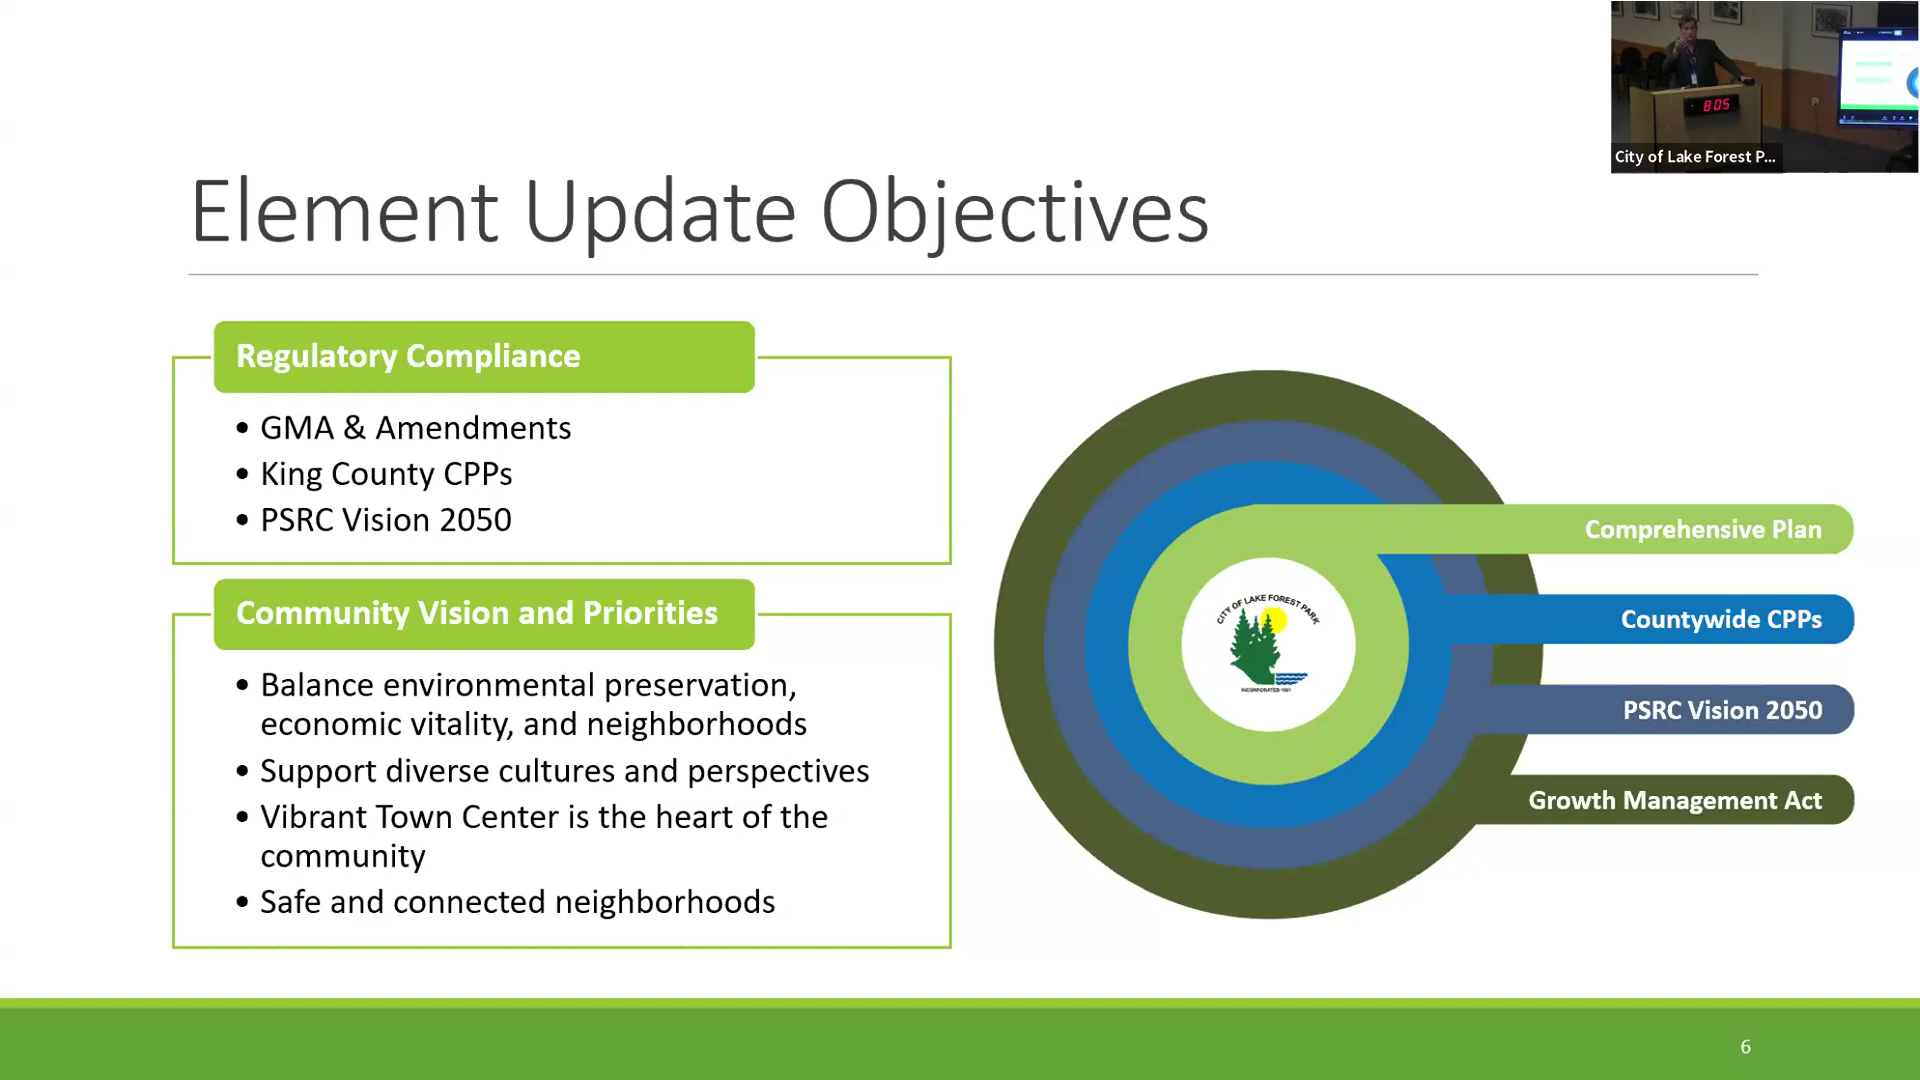 City of Lake Forest P...
8:05
Element Update Objectives
Regulatory Compliance
• GMA & Amendments
• King County CPPs
• PSRC Vision 2050
Community Vision and Priorities
• Balance environmental preservation,
economic vitality, and neighborhoods
• Support diverse cultures and perspectives
• Vibrant Town Center is the heart of the
community
• Safe and connected neighborhoods
CITY OF LAKE FOREST PARK
Comprehensive Plan
Countywide CPPs
PSRC Vision 2050
Growth Management Act
6